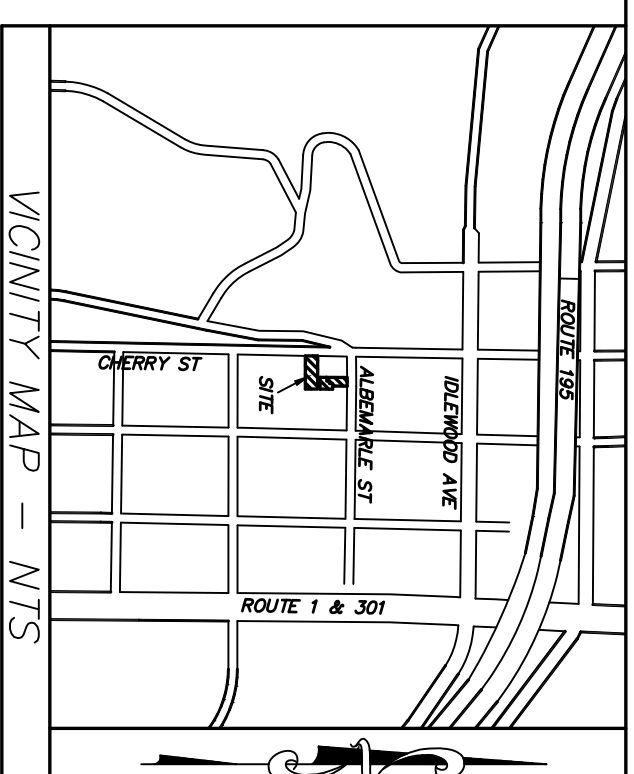 ROUTE 195
IDLEWOOD AVE
ALBEMARLE ST
SITE
CHERRY ST
ROUTE 1 & 301
VICINITY MAP - NTS